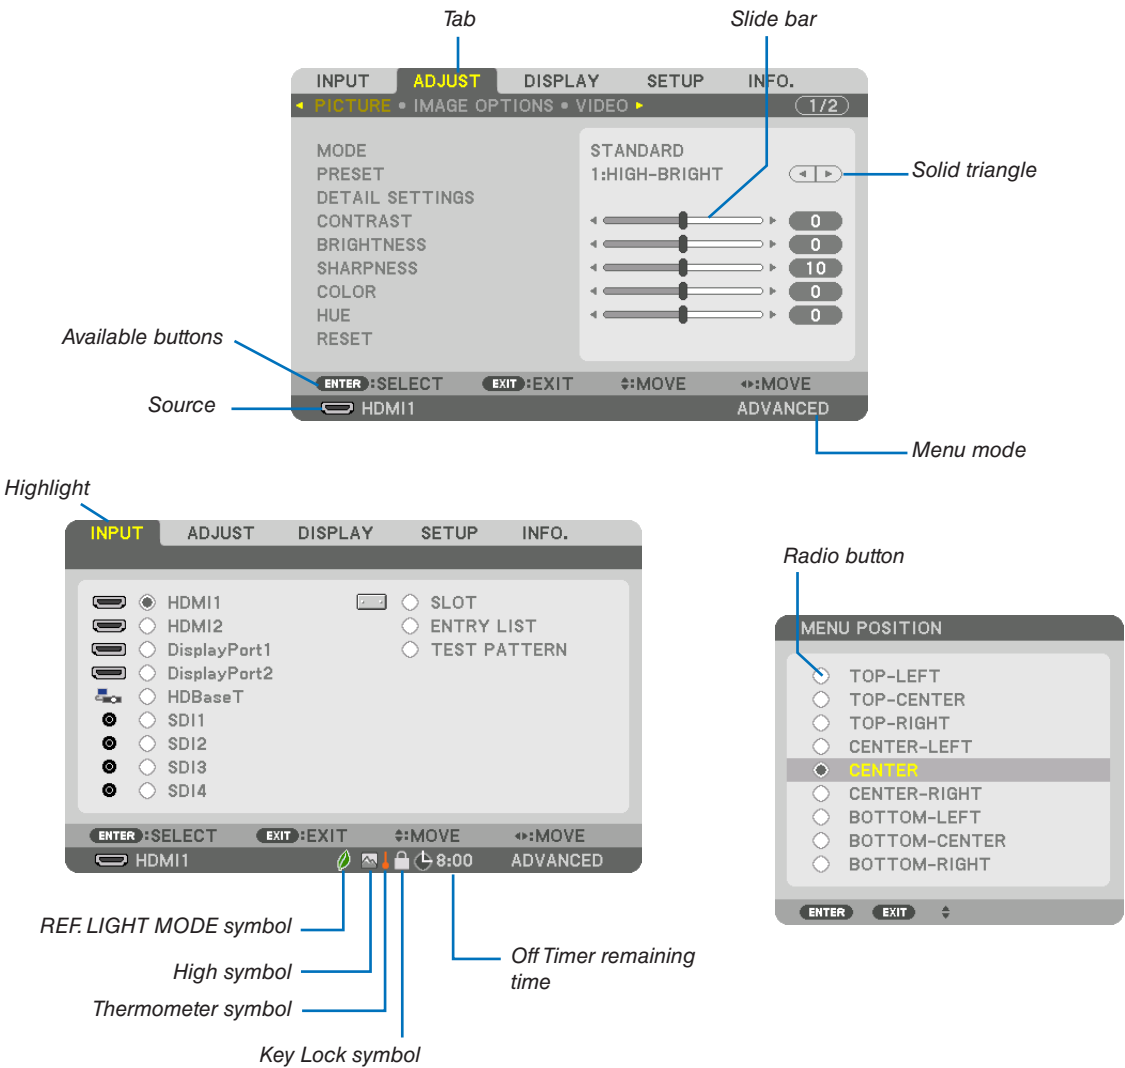 Tab
Slide bar
INPUT ADJUST DISPLAY SETUP INFO.
PICTURE • IMAGE OPTIONS • VIDEO 1/2
MODE STANDARD
PRESET 1:HIGH-BRIGHT
Solid triangle
DETAIL SETTINGS
CONTRAST 0
BRIGHTNESS 0
SHARPNESS 10
COLOR 0
HUE 0
RESET
Available buttons
ENTER :SELECT EXIT :EXIT :MOVE :MOVE
Source
HDMI1 ADVANCED
Menu mode
Highlight
INPUT ADJUST DISPLAY SETUP INFO.
HDMI1 SLOT
HDMI2 ENTRY LIST
DisplayPort1 TEST PATTERN
DisplayPort2
HDBaseT
SDI1
SDI2
SDI3
SDI4
ENTER :SELECT EXIT :EXIT :MOVE :MOVE
HDMI1 8:00 ADVANCED
REF. LIGHT MODE symbol
High symbol
Thermometer symbol
Key Lock symbol
Off Timer remaining
time
Radio button
MENU POSITION
TOP-LEFT
TOP-CENTER
TOP-RIGHT
CENTER-LEFT
CENTER
CENTER-RIGHT
BOTTOM-LEFT
BOTTOM-CENTER
BOTTOM-RIGHT
ENTER EXIT